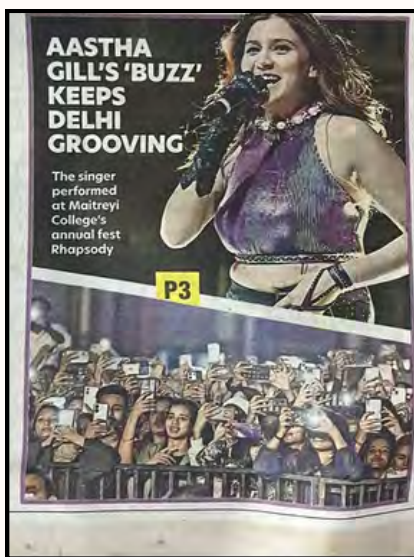 AASTHA
GILL'S 'BUZZ'
KEEPS
DELHI
GROOVING
The singer
performed
at Maitreyi
College's
annual fest
Rhapsody
P3